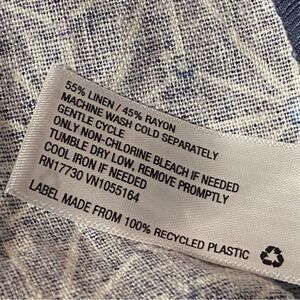 55% LINEN / 45% RAYON
MACHINE WASH COLD SEPARATELY
GENTLE CYCLE
ONLY NON-CHLORINE BLEACH IF NEEDED
TUMBLE DRY LOW, REMOVE PROMPTLY
COOL IRON IF NEEDED
RN17730 VN1055164
LABEL MADE FROM 100% RECYCLED PLASTIC